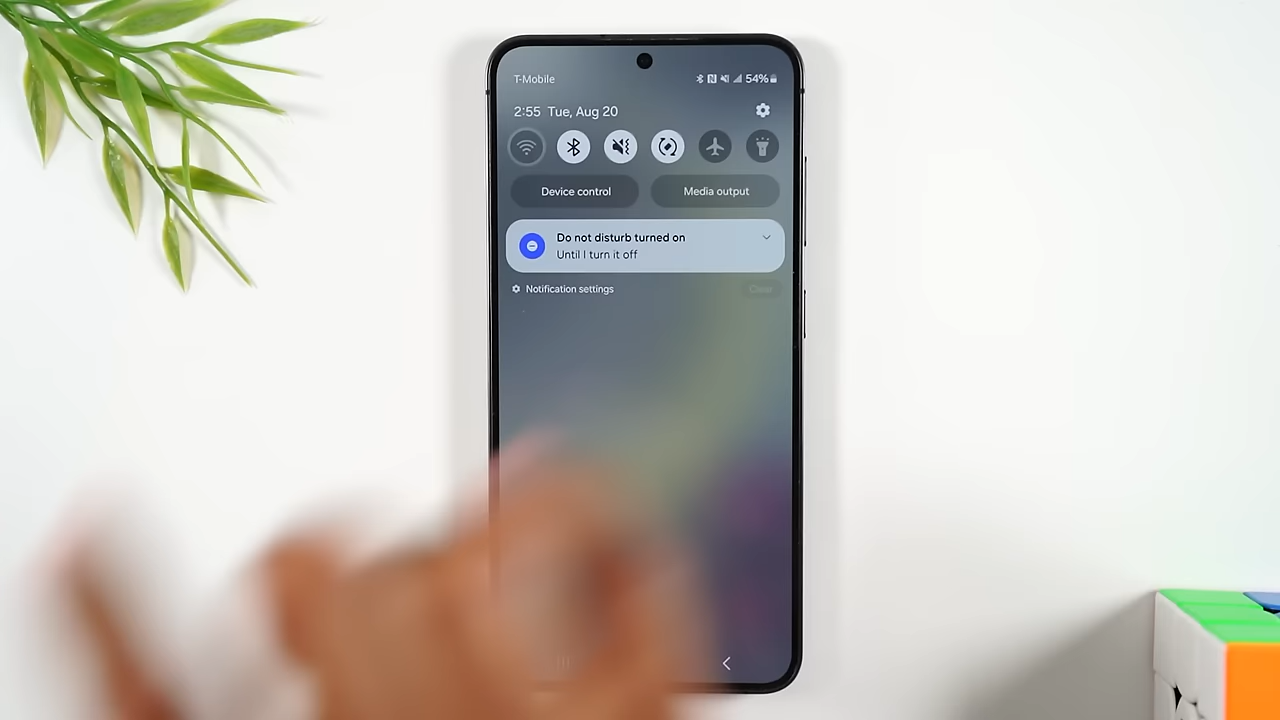 T-Mobile 54%
2:55 Tue, Aug 20
Device control Media output
Do not disturb turned on
Until I turn it off
Notification settings Clear